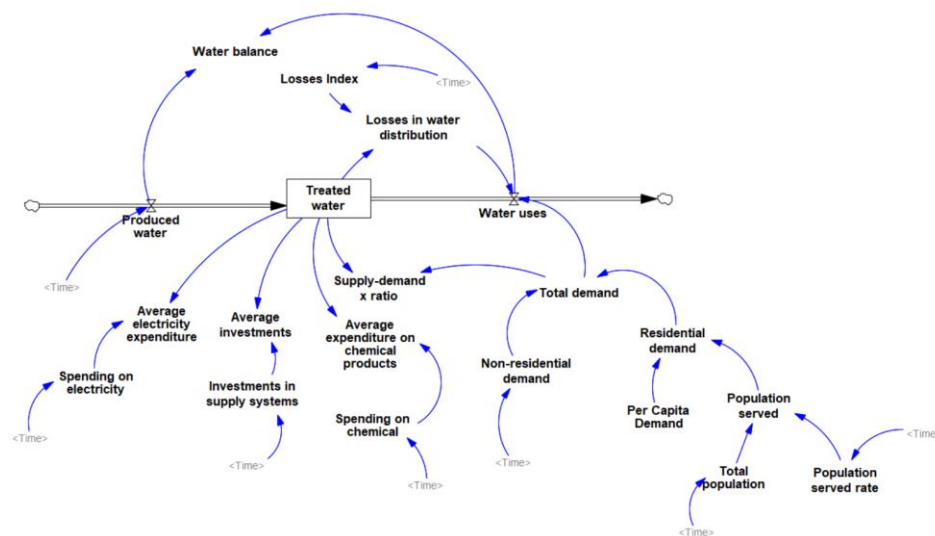 Water balance
Losses Index
<Time>
Losses in water
distribution
Treated
water
Produced
water
Water uses
<Time>
Supply-demand
x ratio
Total demand
Average
electricity
expenditure
Average
investments
Average
expenditure on
chemical
products
Residential
demand
Non-residential
demand
Spending on
electricity
Investments in
supply systems
Per Capita
Demand
Population
served
Spending on
chemical
<Time>
<Time>
<Time>
<Time>
Total
population
Population
served rate
<Time>
<Time>